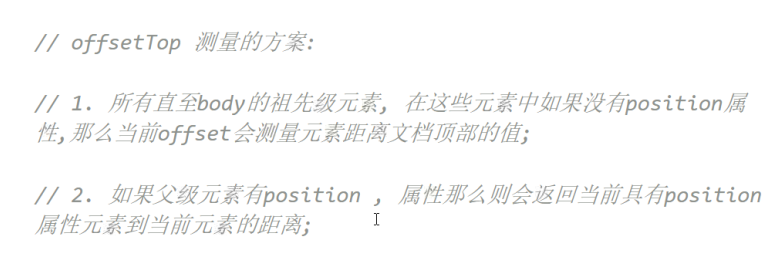 // offsetTop 测量的方案:
// 1. 所有直至body的祖先级元素, 在这些元素中如果没有position属
性,那么当前offset会测量元素距离文档顶部的值;
// 2. 如果父级元素有position , 属性那么则会返回当前具有position
属性元素到当前元素的距离;